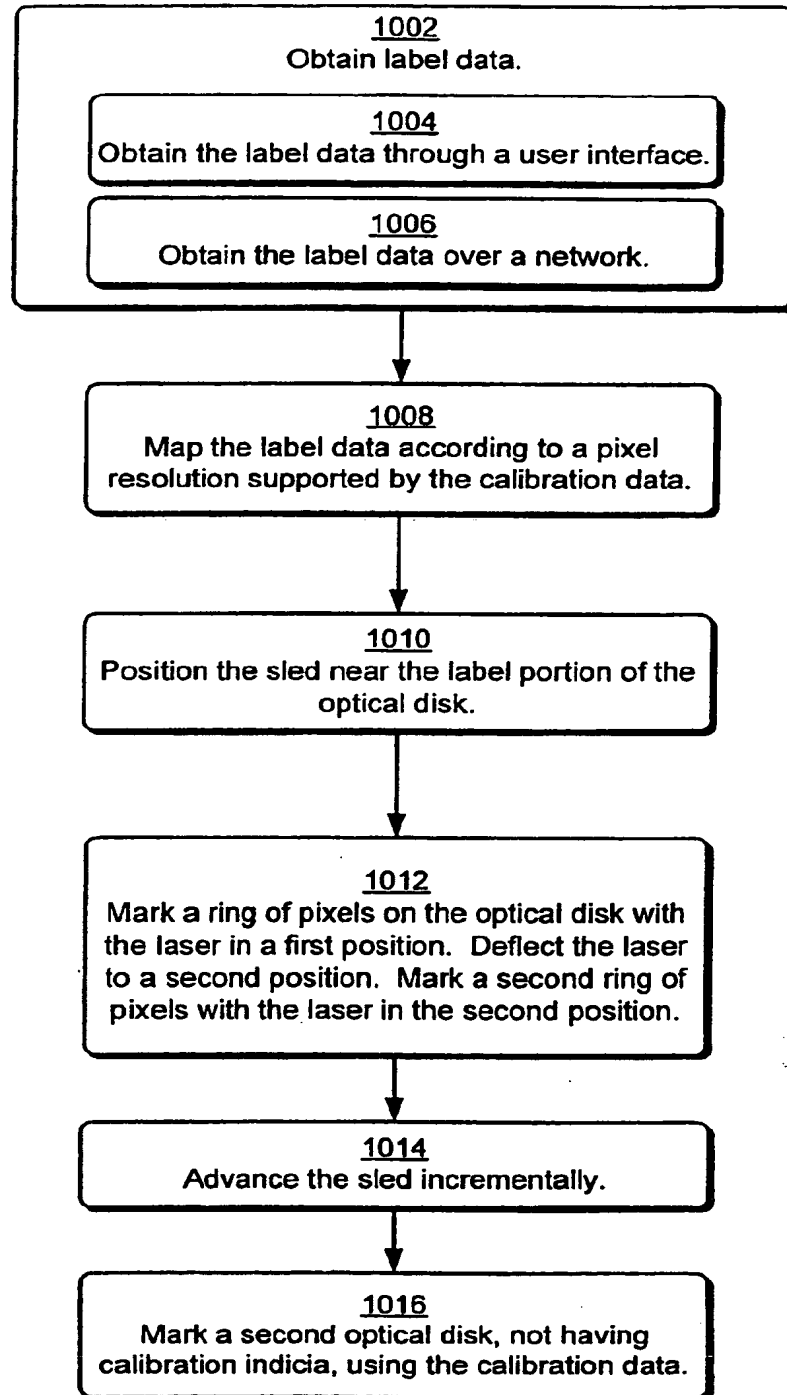 1002
Obtain label data.
1004
Obtain the label data through a user interface.
1006
Obtain the label data over a network.
1008
Map the label data according to a pixel
resolution supported by the calibration data.
1010
Position the sled near the label portion of the
optical disk.
1012
Mark a ring of pixels on the optical disk with
the laser in a first position. Deflect the laser
to a second position. Mark a second ring of
pixels with the laser in the second position.
1014
Advance the sled incrementally.
1016
Mark a second optical disk, not having
calibration indicia, using the calibration data.